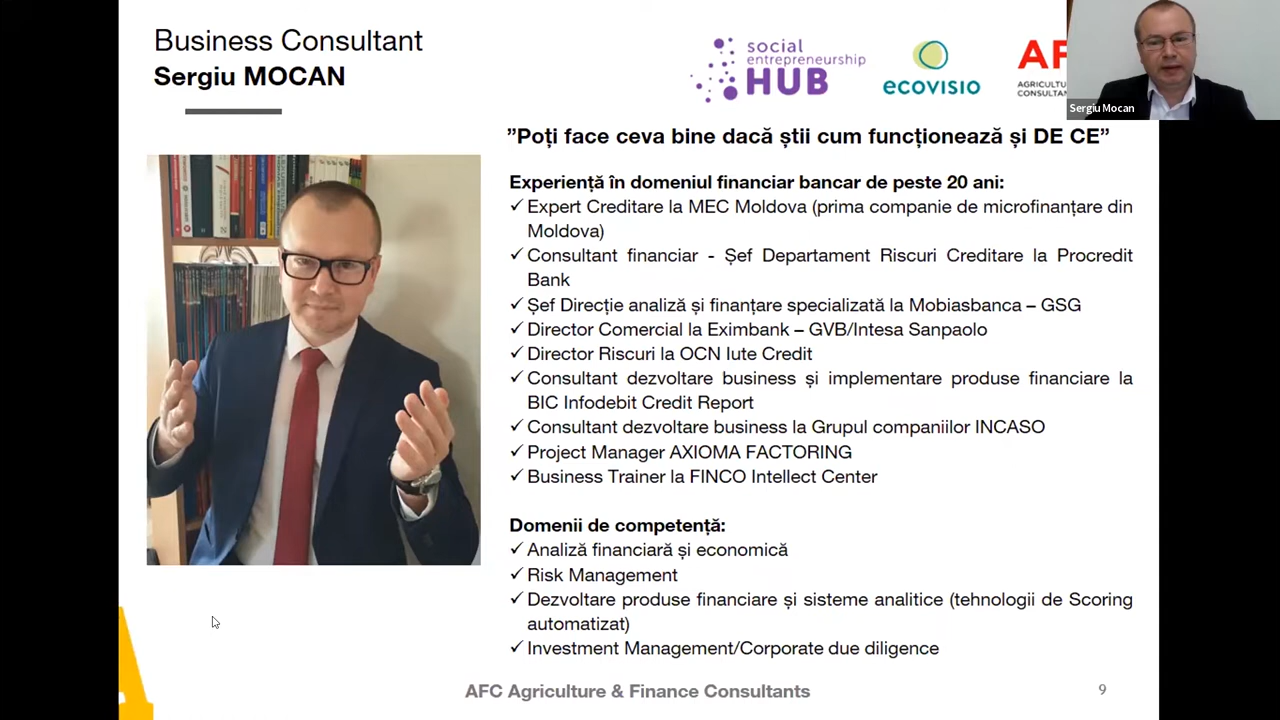 Business Consultant
Sergiu MOCAN
social
entrepreneurship
HUB
ecovisio
AF
AGRICULTU
CONSULTAN
Sergiu Mocan
”Poți face ceva bine dacă știi cum funcționează și DE CE”
Experiență în domeniul financiar bancar de peste 20 ani:
✓ Expert Creditare la MEC Moldova (prima companie de microfinanțare din
Moldova)
✓ Consultant financiar - Șef Departament Riscuri Creditare la Procredit
Bank
✓ Șef Direcție analiză și finanțare specializată la Mobiasbanca – GSG
✓ Director Comercial la Eximbank – GVB/Intesa Sanpaolo
✓ Director Riscuri la OCN Iute Credit
✓ Consultant dezvoltare business și implementare produse financiare la
BIC Infodebit Credit Report
✓ Consultant dezvoltare business la Grupul companiilor INCASO
✓ Project Manager AXIOMA FACTORING
✓ Business Trainer la FINCO Intellect Center
Domenii de competență:
✓ Analiză financiară și economică
✓ Risk Management
✓ Dezvoltare produse financiare și sisteme analitice (tehnologii de Scoring
automatizat)
✓ Investment Management/Corporate due diligence
AFC Agriculture & Finance Consultants
9